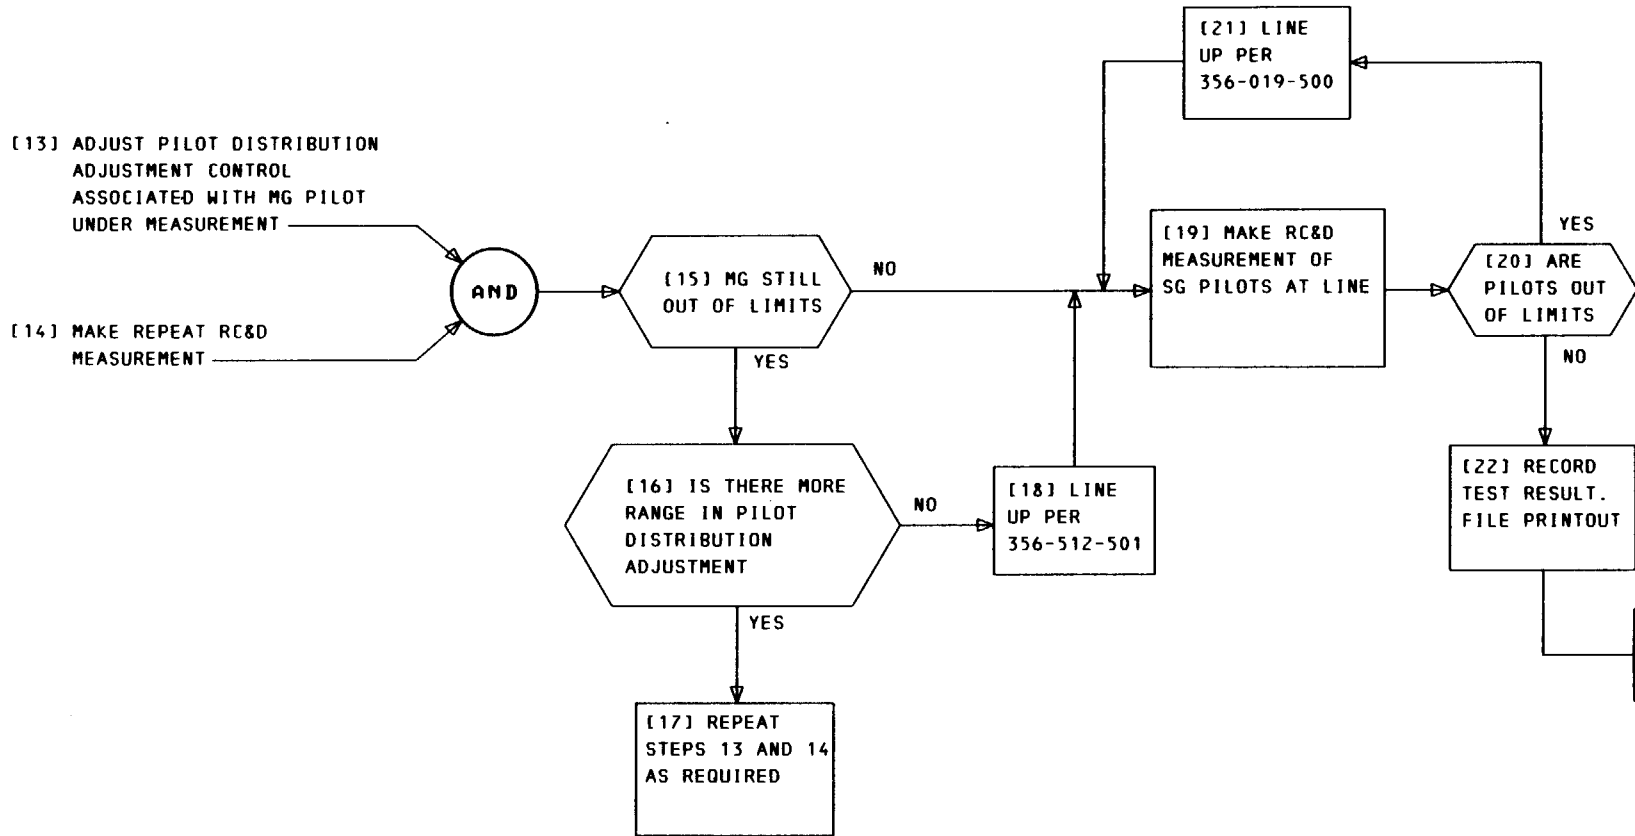 [13] ADJUST PILOT DISTRIBUTION
ADJUSTMENT CONTROL
ASSOCIATED WITH MG PILOT
UNDER MEASUREMENT
[14] MAKE REPEAT RC&D
MEASUREMENT
AND
[15] MG STILL
OUT OF LIMITS
NO
YES
[16] IS THERE MORE
RANGE IN PILOT
DISTRIBUTION
ADJUSTMENT
NO
YES
[17] REPEAT
STEPS 13 AND 14
AS REQUIRED
[18] LINE
UP PER
356-512-501
[19] MAKE RC&D
MEASUREMENT OF
SG PILOTS AT LINE
[20] ARE
PILOTS OUT
OF LIMITS
YES
NO
[21] LINE
UP PER
356-019-500
[22] RECORD
TEST RESULT.
FILE PRINTOUT